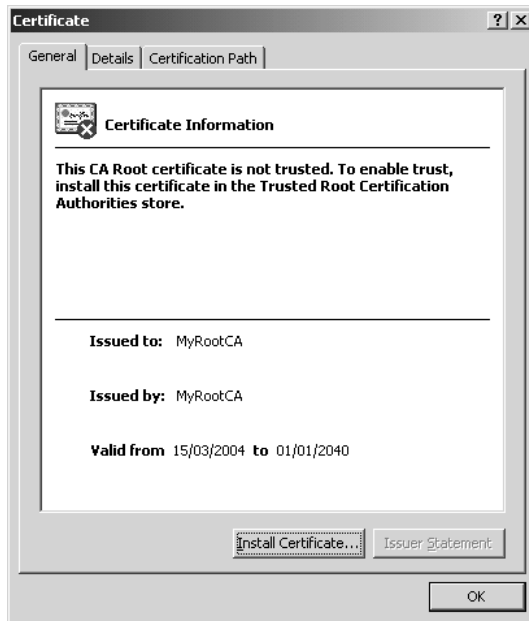 Certificate
General Details Certification Path
Certificate Information
This CA Root certificate is not trusted. To enable trust,
install this certificate in the Trusted Root Certification
Authorities store.
Issued to: MyRootCA
Issued by: MyRootCA
Valid from 15/03/2004 to 01/01/2040
Install Certificate... Issuer Statement
OK